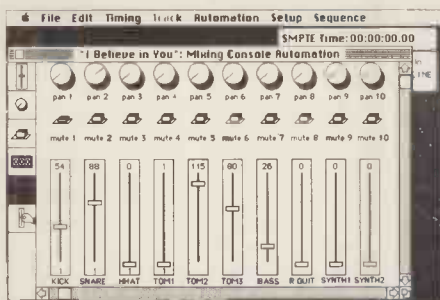 File Edit Timing Track Automation Setup Sequence
SMPTE Time: 00:00:00.00
"I Believe in You": Mixing Console Automation
LINE
pan 1 pan 2 pan 3 pan 4 pan 5 pan 6 pan 7 pan 8 pan 9 pan 10
mute 1 mute 2 mute 3 mute 4 mute 5 mute 6 mute 7 mute 8 mute 9 mute 10
54 88 0 1 115 80 26 0 0 0
KICK SNARE HHAT TOM1 TOM2 TOM3 BASS R GUIT SYNTH1 SYNTH2